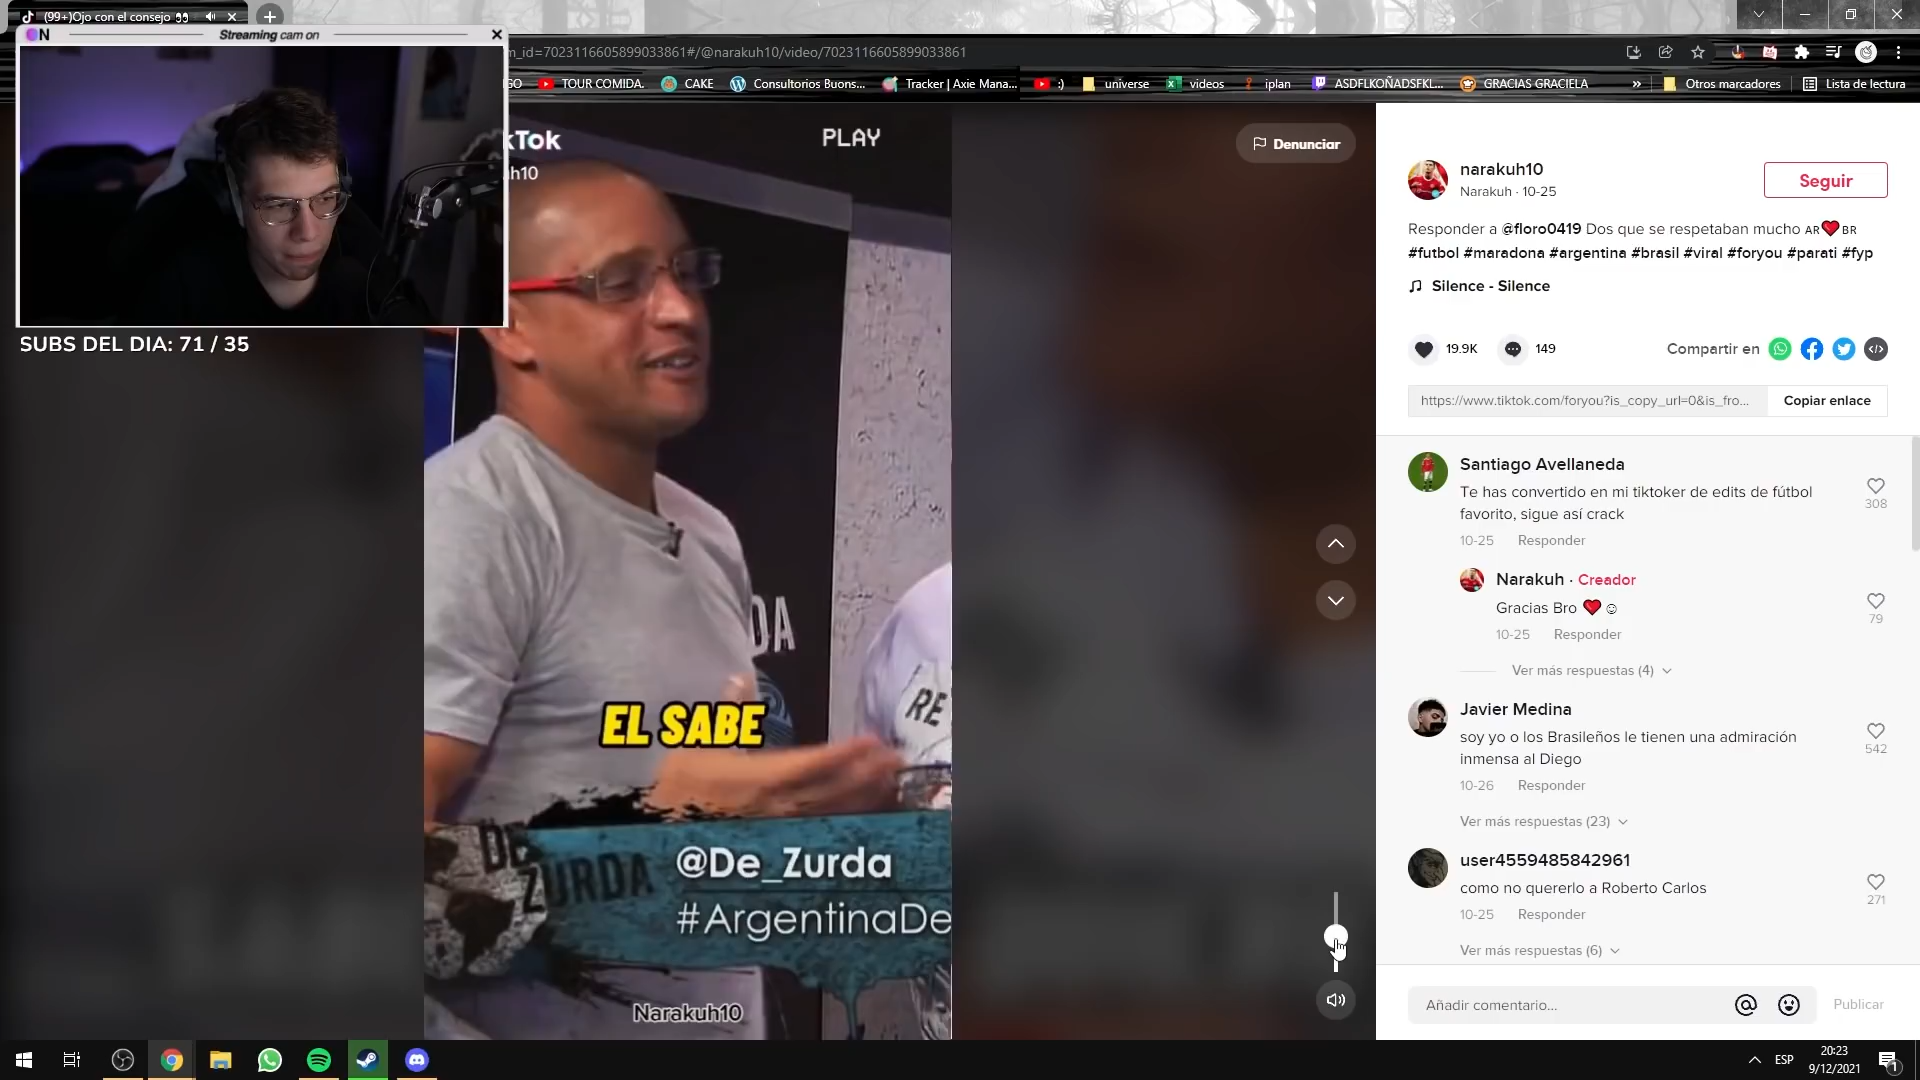 (99+)Ojo con el consejo 👀
ON
Streaming cam on
m_id=7023116605899033861#/@narakuh10/video/7023116605899033861
GO
TOUR COMIDA.
CAKE
Consultorios Buons...
Tracker | Axie Mana...
:)
universe
videos
iplan
ASDFLKOÑADSFKL...
GRACIAS GRACIELA
»
Otros marcadores
Lista de lectura
kTok
uh10
PLAY
Denunciar
SUBS DEL DIA: 71 / 35
EL SABE
DA
RE
DE
ZURDA
@De_Zurda
#ArgentinaDe
Narakuh10
narakuh10
Narakuh · 10-25
Seguir
Responder a @floro0419 Dos que se respetaban mucho AR❤️BR
#futbol #maradona #argentina #brasil #viral #foryou #parati #fyp
Silence - Silence
19.9K
149
Compartir en
https://www.tiktok.com/foryou?is_copy_url=0&is_fro...
Copiar enlace
Santiago Avellaneda
Te has convertido en mi tiktoker de edits de fútbol
favorito, sigue así crack
308
10-25 Responder
Narakuh · Creador
Gracias Bro ❤️☺
79
10-25 Responder
Ver más respuestas (4)
Javier Medina
soy yo o los Brasileños le tienen una admiración
inmensa al Diego
542
10-26 Responder
Ver más respuestas (23)
user4559485842961
como no quererlo a Roberto Carlos
271
10-25 Responder
Ver más respuestas (6)
Añadir comentario...
Publicar
ESP
20:23
9/12/2021
1